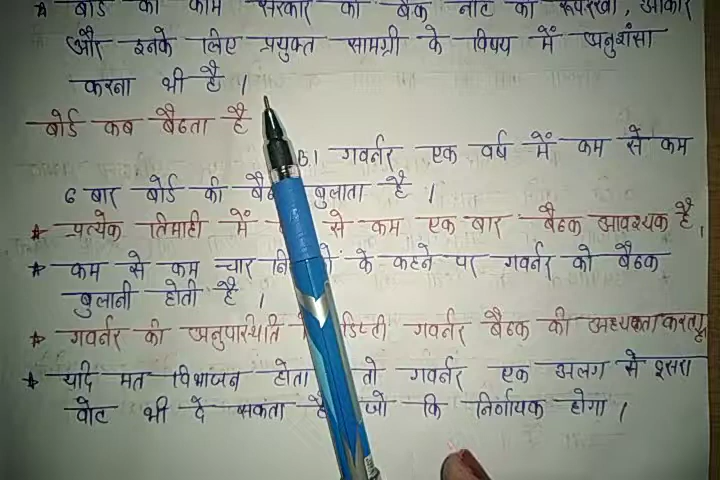 * बोर्ड का काम सरकार को बैंक नोट की रूपरेखा, आकार
और इनके लिए प्रयुक्त सामग्री के विषय में अनुशंसा
करना भी है ।
बोर्ड कब बैठता है
गवर्नर एक वर्ष में कम से कम
6 बार बोर्ड की बुलाता है ।
* प्रत्येक तिमाही में से कम एक बार बैठक आवश्यक है,
* कम से कम चार के कहने पर गवर्नर को बैठक
बुलानी होती है ।
* गवर्नर की अनुपस्थिति डिप्टी गवर्नर बैठक की अध्यक्षता करता
* यदि मत विभाजन होता तो गवर्नर एक अलग से दूसरा
वोट भी दे सकता है जो कि निर्णायक होगा ।